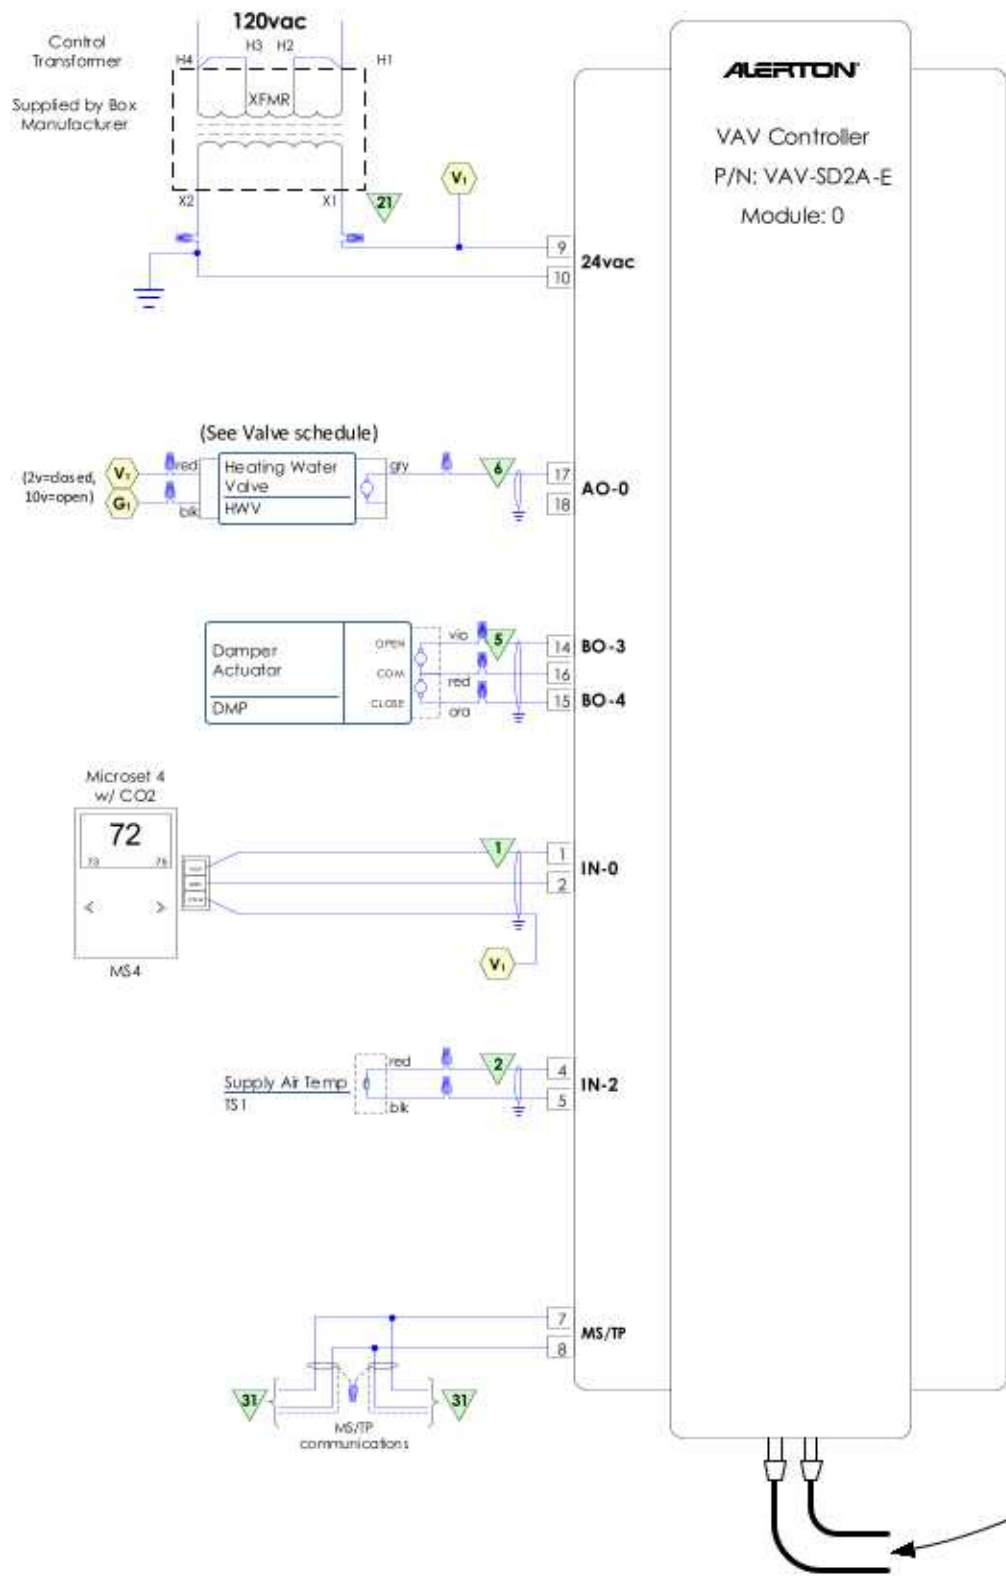 120vac
Control
Transformer
H4
H3
H2
H1
ALERTON
Supplied by Box
Manufacturer
XFMR
VAV Controller
P/N: VAV-SD2A-E
Module: 0
X2
X1
21
V1
9
24vac
10
(See Valve schedule)
(2v=closed,
10v=open)
V1
G1
red
blk
Heating Water
Valve
HWV
gry
6
17
AO-0
18
Damper
Actuator
DMP
OPEN
COM
CLOSE
vio
red
ora
5
14
BO-3
16
15
BO-4
Microset 4
w/ CO2
72
73
75
<
>
MS4
1
1
IN-0
2
V1
Supply Air Temp
TS1
red
blk
2
4
IN-2
5
7
MS/TP
8
31
31
MS/TP
communications